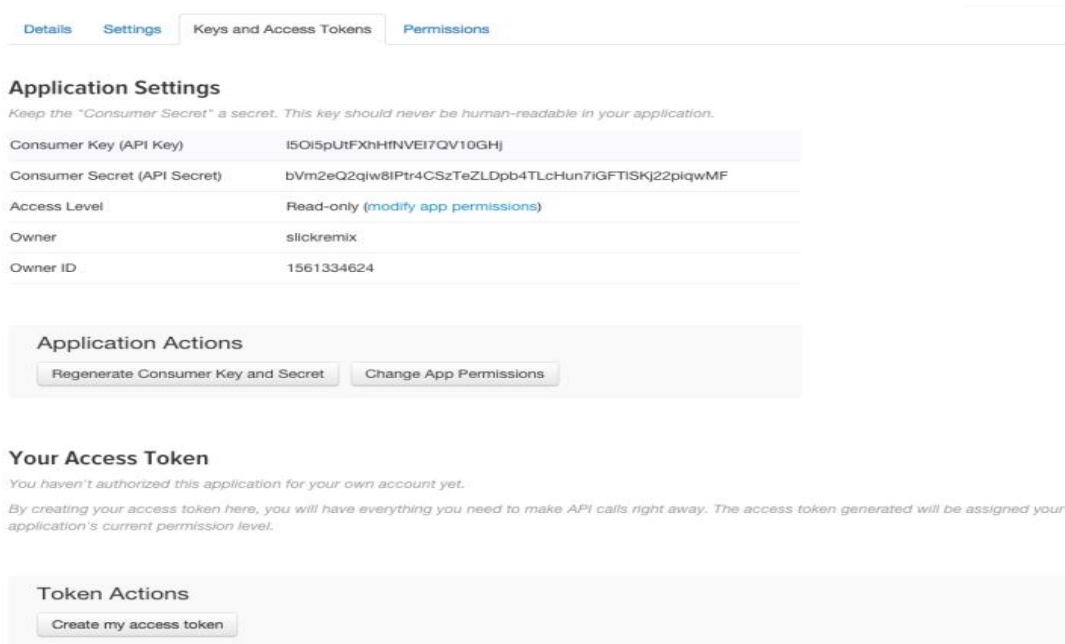 Details Settings Keys and Access Tokens Permissions
Application Settings
Keep the "Consumer Secret" a secret. This key should never be human-readable in your application.
Consumer Key (API Key)
Consumer Secret (API Secret)
Access Level Read-only (modify app permissions)
Owner slickremix
Owner ID 1561334624
Application Actions
Regenerate Consumer Key and Secret Change App Permissions
Your Access Token
You haven't authorized this application for your own account yet.
By creating your access token here, you will have everything you need to make API calls right away. The access token generated will be assigned your
application's current permission level.
Token Actions
Create my access token